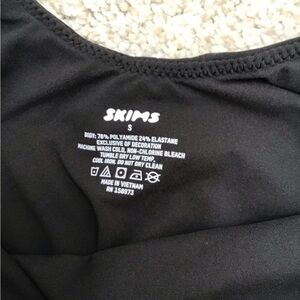 SKIMS
S
BODY: 76% POLYAMIDE 24% ELASTANE
EXCLUSIVE OF DECORATION
MACHINE WASH COLD, NON-CHLORINE BLEACH
TUMBLE DRY LOW TEMP.
COOL IRON, DO NOT DRY CLEAN
MADE IN VIETNAM
RN 158973